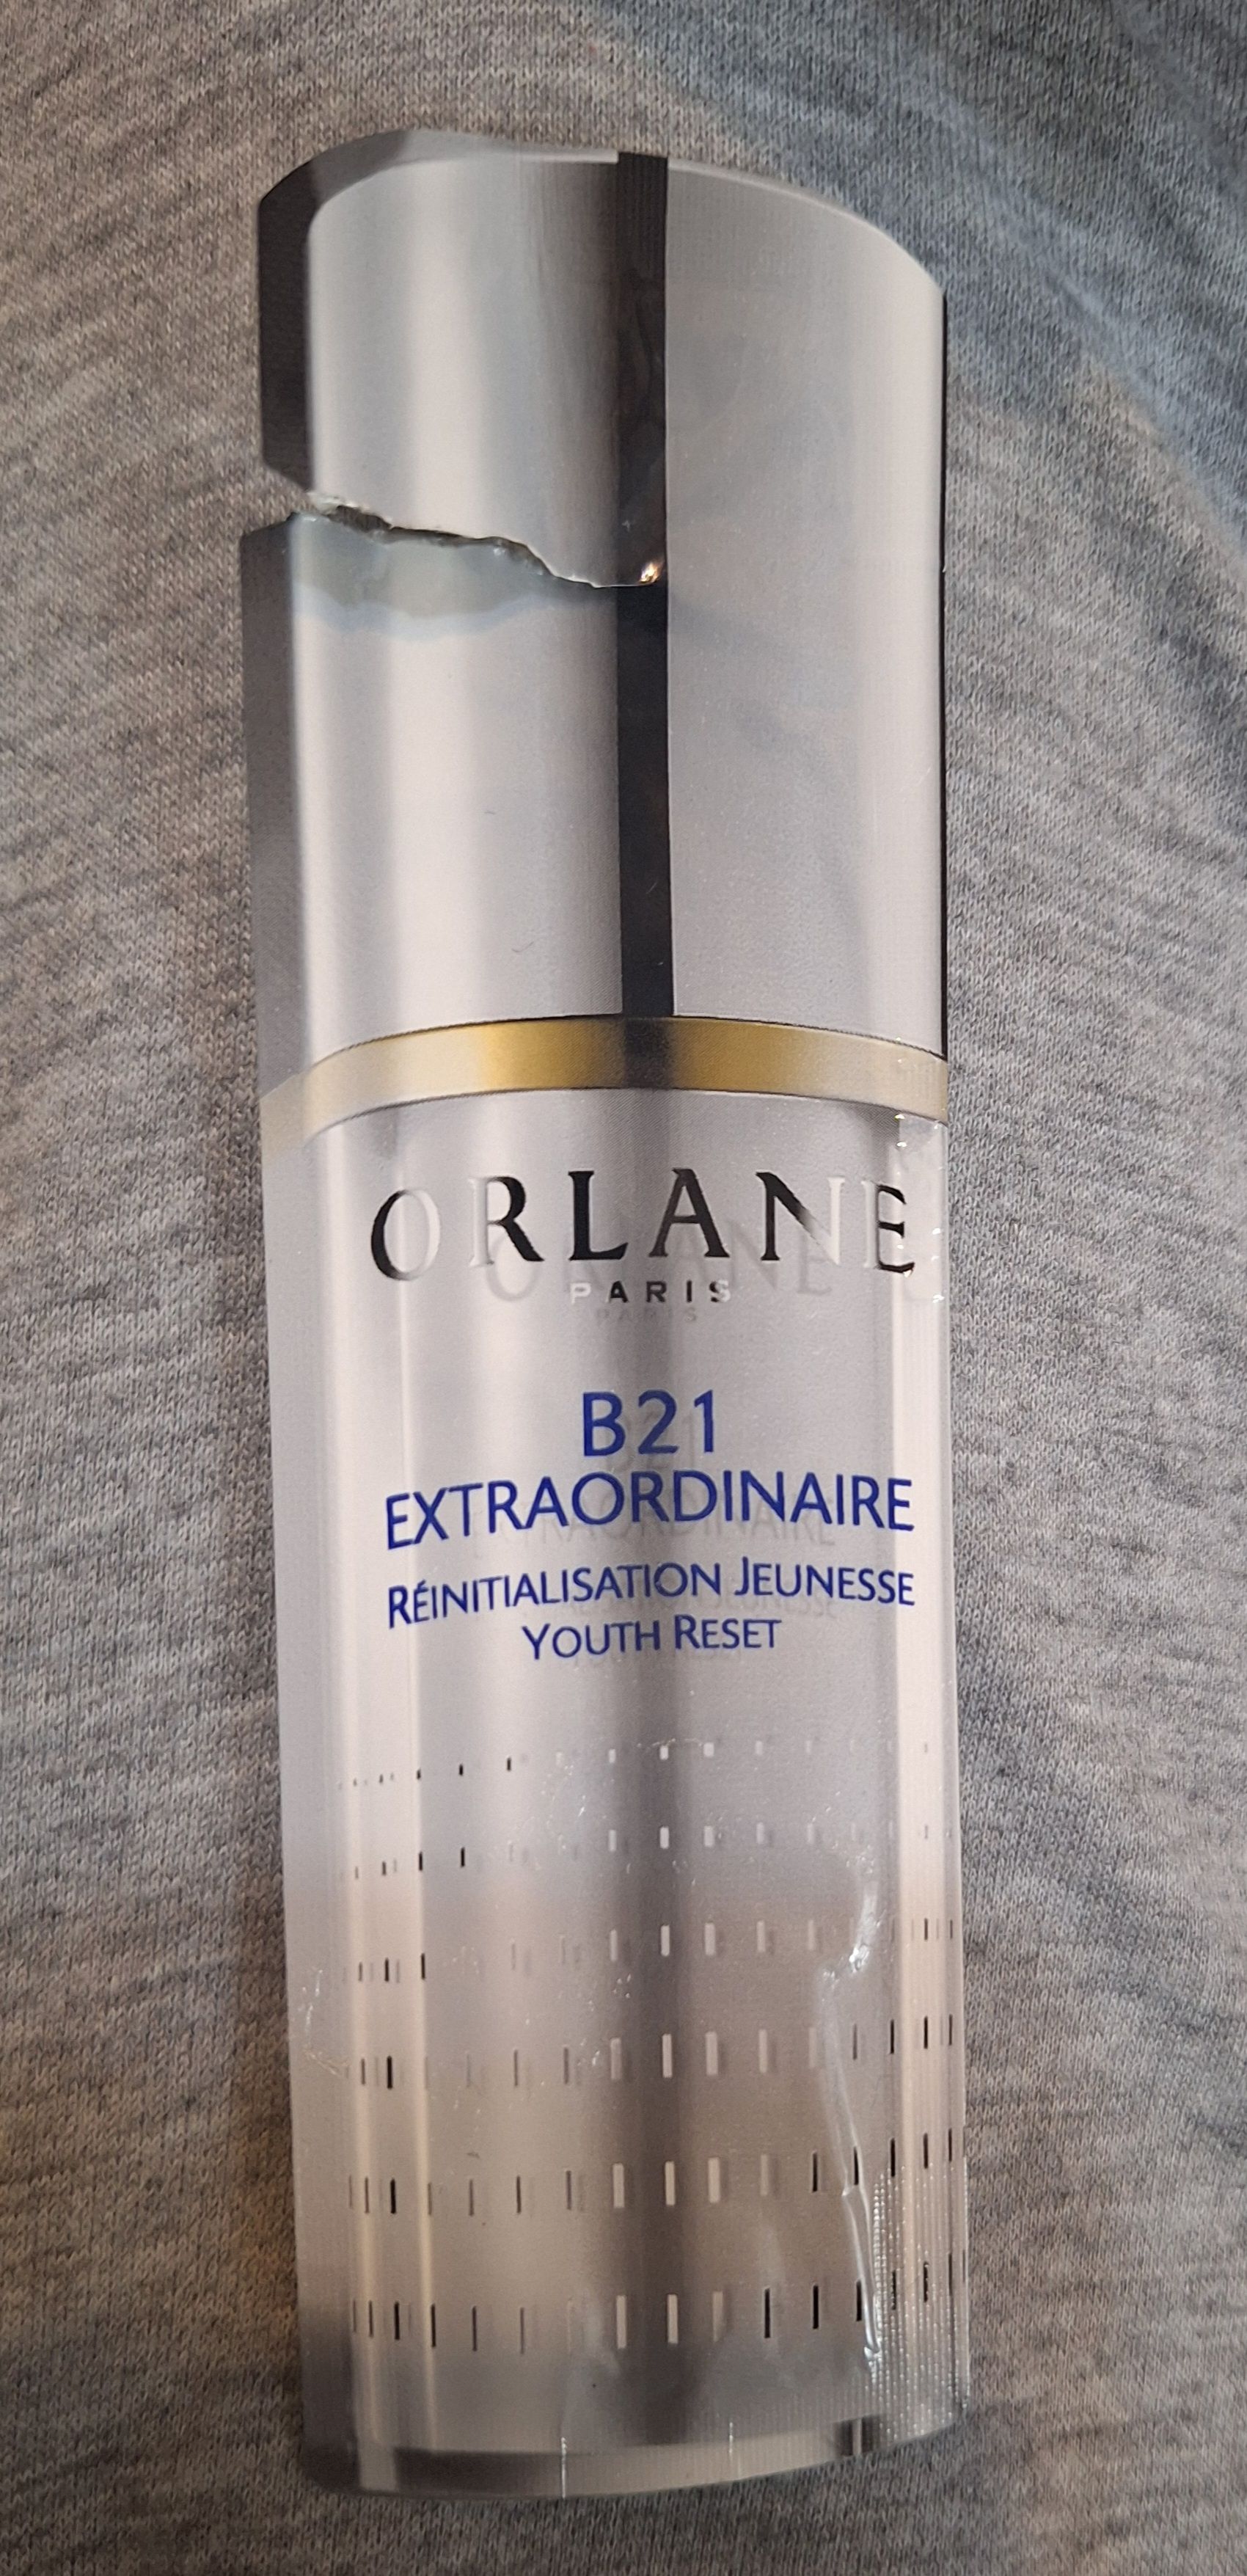 ORLANE
PARIS
B21
EXTRAORDINAIRE
RÉINITIALISATION JEUNESSE
YOUTH RESET